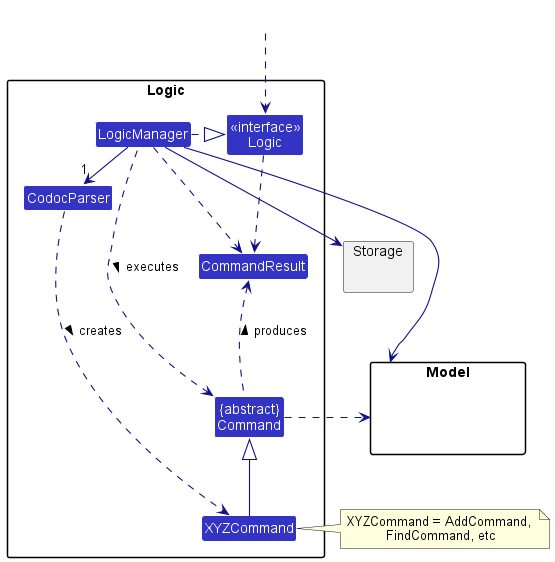 Logic
LogicManager
«interface»
Logic
1
CodocParser
Storage
CommandResult
executes
creates
produces
Model
{abstract}
Command
XYZCommand
XYZCommand = AddCommand,
FindCommand, etc